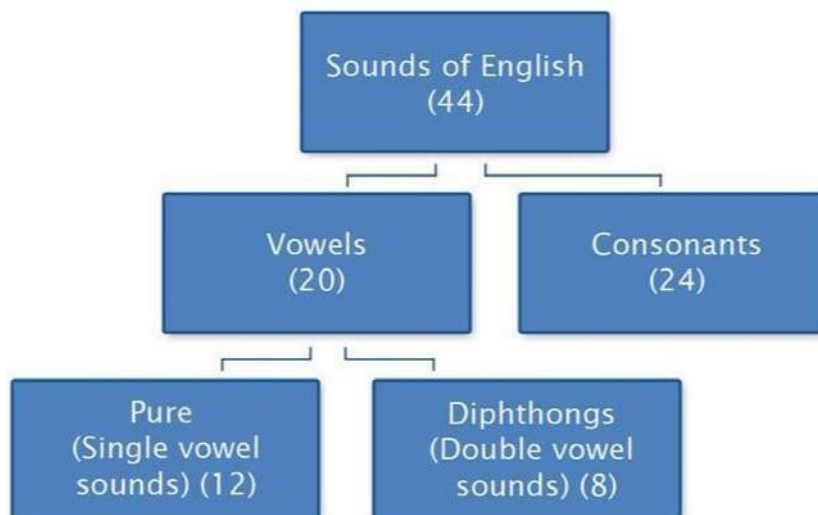 Sounds of English
(44)
Vowels
(20)
Consonants
(24)
Pure
(Single vowel
sounds) (12)
Diphthongs
(Double vowel
sounds) (8)